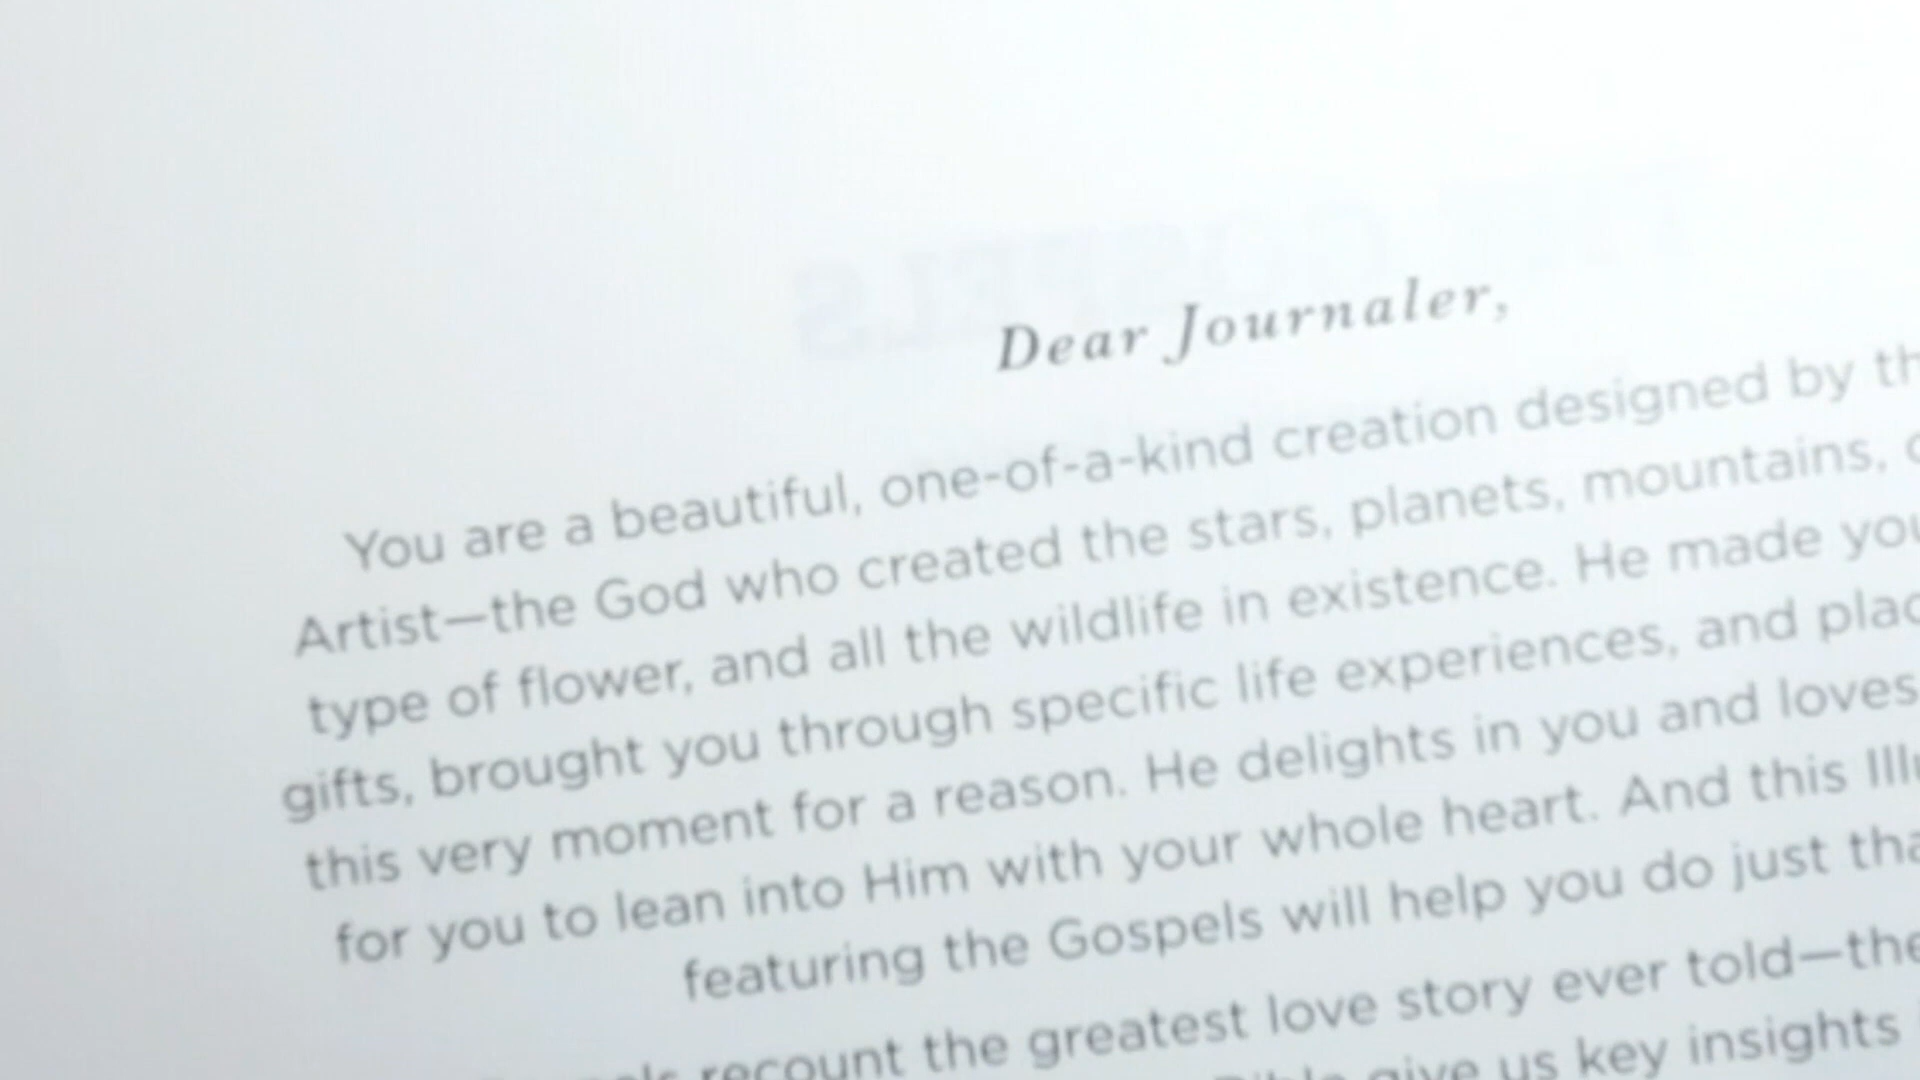 Dear Journaler,
You are a beautiful, one-of-a-kind creation designed by
Artist—the God who created the stars, planets, mountains,
type of flower, and all the wildlife in existence. He made you
gifts, brought you through specific life experiences, and
this very moment for a reason. He delights in you and loves
for you to lean into Him with your whole heart. And this
featuring the Gospels will help you do just
recount the greatest love story ever told—the
Bible give us key insights